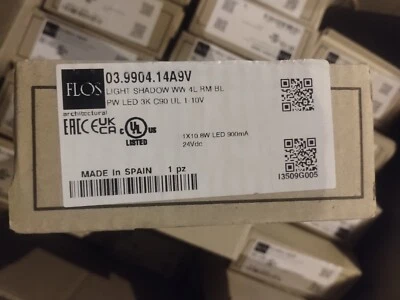 FLOS
architectural
03.9904.14A9V
LIGHT SHADOW WW 4L RM BL
PW LED 3K C90 UL 1-10V
EAC CE UK CA UL LISTED
1X10.8W LED 900mA
24Vdc
MADE IN SPAIN 1 pz
I3509G005